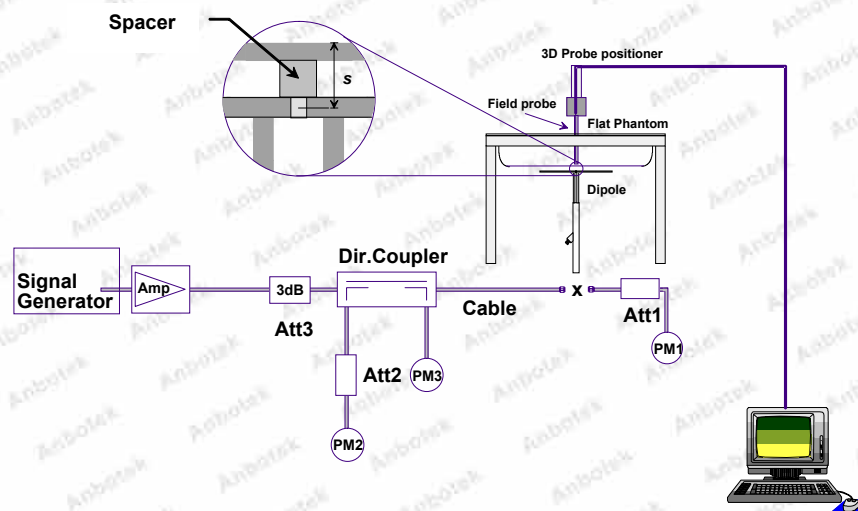 Spacer
s
3D Probe positioner
Field probe
Flat Phantom
Dipole
Signal
Generator
Amp
3dB
Att3
Dir.Coupler
Cable
x
Att1
PM1
Att2
PM3
PM2
Anbotek